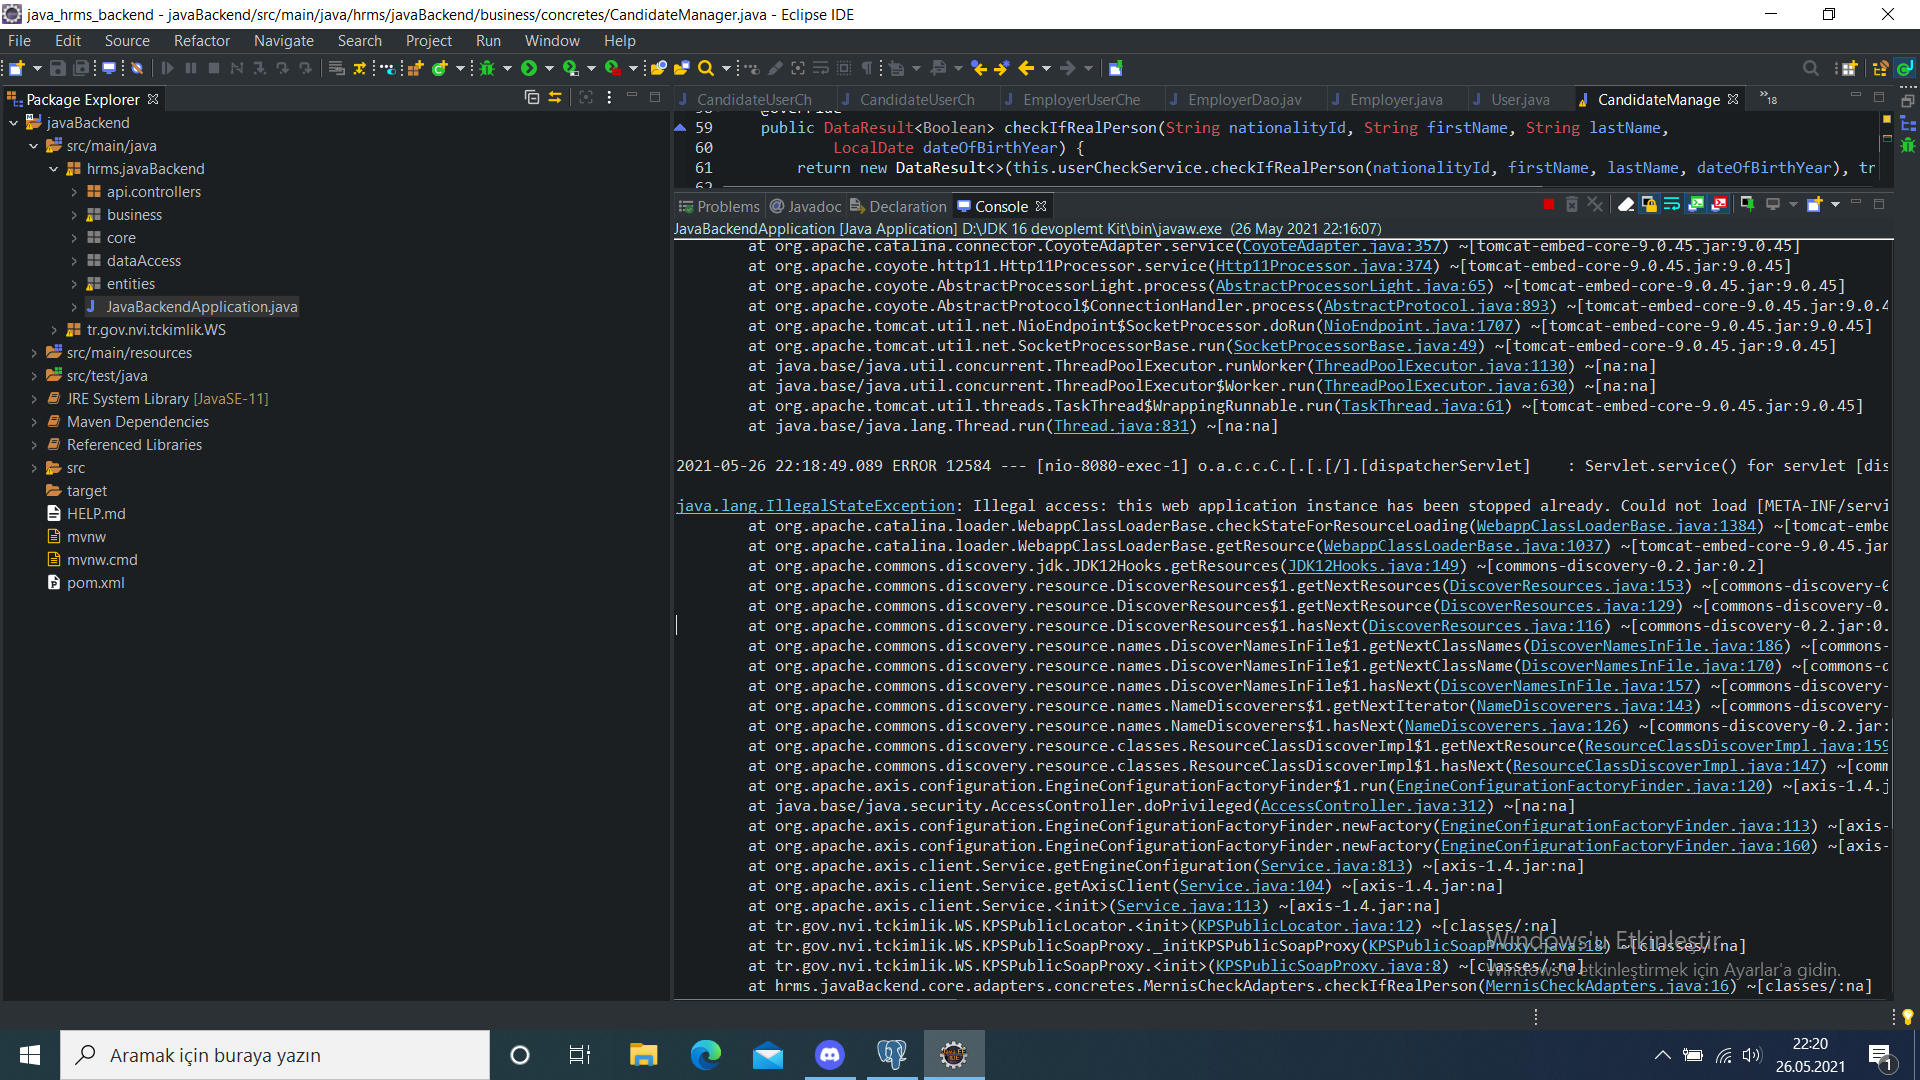 java_hrms_backend - javaBackend/src/main/java/hrms/javaBackend/business/concretes/CandidateManager.java - Eclipse IDE
File Edit Source Refactor Navigate Search Project Run Window Help
Package Explorer
CandidateUserCh CandidateUserCh EmployerUserChe EmployerDao.jav Employer.java User.java CandidateManage 18
javaBackend
src/main/java
hrms.javaBackend
api.controllers
business
core
dataAccess
entities
JavaBackendApplication.java
tr.gov.nvi.tckimlik.WS
src/main/resources
src/test/java
JRE System Library [JavaSE-11]
Maven Dependencies
Referenced Libraries
src
target
HELP.md
mvnw
mvnw.cmd
pom.xml
59 public DataResult<Boolean> checkIfRealPerson(String nationalityId, String firstName, String lastName,
60 LocalDate dateOfBirthYear) {
61 return new DataResult<>(this.userCheckService.checkIfRealPerson(nationalityId, firstName, lastName, dateOfBirthYear), tr
62
Problems Javadoc Declaration Console
JavaBackendApplication [Java Application] D:\JDK 16 devoplemt Kit\bin\javaw.exe (26 May 2021 22:16:07)
at org.apache.catalina.connector.CoyoteAdapter.service(CoyoteAdapter.java:357) ~[tomcat-embed-core-9.0.45.jar:9.0.45]
at org.apache.coyote.http11.Http11Processor.service(Http11Processor.java:374) ~[tomcat-embed-core-9.0.45.jar:9.0.45]
at org.apache.coyote.AbstractProcessorLight.process(AbstractProcessorLight.java:65) ~[tomcat-embed-core-9.0.45.jar:9.0.45]
at org.apache.coyote.AbstractProtocol$ConnectionHandler.process(AbstractProtocol.java:893) ~[tomcat-embed-core-9.0.45.jar:9.0.4
at org.apache.tomcat.util.net.NioEndpoint$SocketProcessor.doRun(NioEndpoint.java:1707) ~[tomcat-embed-core-9.0.45.jar:9.0.45]
at org.apache.tomcat.util.net.SocketProcessorBase.run(SocketProcessorBase.java:49) ~[tomcat-embed-core-9.0.45.jar:9.0.45]
at java.base/java.util.concurrent.ThreadPoolExecutor.runWorker(ThreadPoolExecutor.java:1130) ~[na:na]
at java.base/java.util.concurrent.ThreadPoolExecutor$Worker.run(ThreadPoolExecutor.java:630) ~[na:na]
at org.apache.tomcat.util.threads.TaskThread$WrappingRunnable.run(TaskThread.java:61) ~[tomcat-embed-core-9.0.45.jar:9.0.45]
at java.base/java.lang.Thread.run(Thread.java:831) ~[na:na]
2021-05-26 22:18:49.089 ERROR 12584 --- [nio-8080-exec-1] o.a.c.c.C.[.[.[/].[dispatcherServlet] : Servlet.service() for servlet [dis
java.lang.IllegalStateException: Illegal access: this web application instance has been stopped already. Could not load [META-INF/servi
at org.apache.catalina.loader.WebappClassLoaderBase.checkStateForResourceLoading(WebappClassLoaderBase.java:1384) ~[tomcat-embe
at org.apache.catalina.loader.WebappClassLoaderBase.getResource(WebappClassLoaderBase.java:1037) ~[tomcat-embed-core-9.0.45.jar
at org.apache.commons.discovery.jdk.JDK12Hooks.getResources(JDK12Hooks.java:149) ~[commons-discovery-0.2.jar:0.2]
at org.apache.commons.discovery.resource.DiscoverResources$1.getNextResources(DiscoverResources.java:153) ~[commons-discovery-0
at org.apache.commons.discovery.resource.DiscoverResources$1.getNextResource(DiscoverResources.java:129) ~[commons-discovery-0.
at org.apache.commons.discovery.resource.DiscoverResources$1.hasNext(DiscoverResources.java:116) ~[commons-discovery-0.2.jar:0.
at org.apache.commons.discovery.resource.names.DiscoverNamesInFile$1.getNextClassNames(DiscoverNamesInFile.java:186) ~[commons-
at org.apache.commons.discovery.resource.names.DiscoverNamesInFile$1.getNextClassName(DiscoverNamesInFile.java:170) ~[commons-d
at org.apache.commons.discovery.resource.names.DiscoverNamesInFile$1.hasNext(DiscoverNamesInFile.java:157) ~[commons-discovery-
at org.apache.commons.discovery.resource.names.NameDiscoverers$1.getNextIterator(NameDiscoverers.java:143) ~[commons-discovery-
at org.apache.commons.discovery.resource.names.NameDiscoverers$1.hasNext(NameDiscoverers.java:126) ~[commons-discovery-0.2.jar:
at org.apache.commons.discovery.resource.classes.ResourceClassDiscoverImpl$1.getNextResource(ResourceClassDiscoverImpl.java:159
at org.apache.commons.discovery.resource.classes.ResourceClassDiscoverImpl$1.hasNext(ResourceClassDiscoverImpl.java:147) ~[comm
at org.apache.axis.configuration.EngineConfigurationFactoryFinder$1.run(EngineConfigurationFactoryFinder.java:120) ~[axis-1.4.j
at java.base/java.security.AccessController.doPrivileged(AccessController.java:312) ~[na:na]
at org.apache.axis.configuration.EngineConfigurationFactoryFinder.newFactory(EngineConfigurationFactoryFinder.java:113) ~[axis-
at org.apache.axis.configuration.EngineConfigurationFactoryFinder.newFactory(EngineConfigurationFactoryFinder.java:160) ~[axis-
at org.apache.axis.client.Service.getEngineConfiguration(Service.java:813) ~[axis-1.4.jar:na]
at org.apache.axis.client.Service.getAxisClient(Service.java:104) ~[axis-1.4.jar:na]
at org.apache.axis.client.Service.<init>(Service.java:113) ~[axis-1.4.jar:na]
at tr.gov.nvi.tckimlik.WS.KPSPublicLocator.<init>(KPSPublicLocator.java:12) ~[classes/:na]
at tr.gov.nvi.tckimlik.WS.KPSPublicSoapProxy._initKPSPublicSoapProxy(KPSPublicSoapProxy.java:18) ~[classes/:na]
at tr.gov.nvi.tckimlik.WS.KPSPublicSoapProxy.<init>(KPSPublicSoapProxy.java:8) ~[classes/:na]
at hrms.javaBackend.core.adapters.concretes.MernisCheckAdapters.checkIfRealPerson(MernisCheckAdapters.java:16) ~[classes/:na]
Windows'u Etkinleştir
Windows'u etkinleştirmek için Ayarlar'a gidin.
Aramak için buraya yazın
22:20
26.05.2021
1